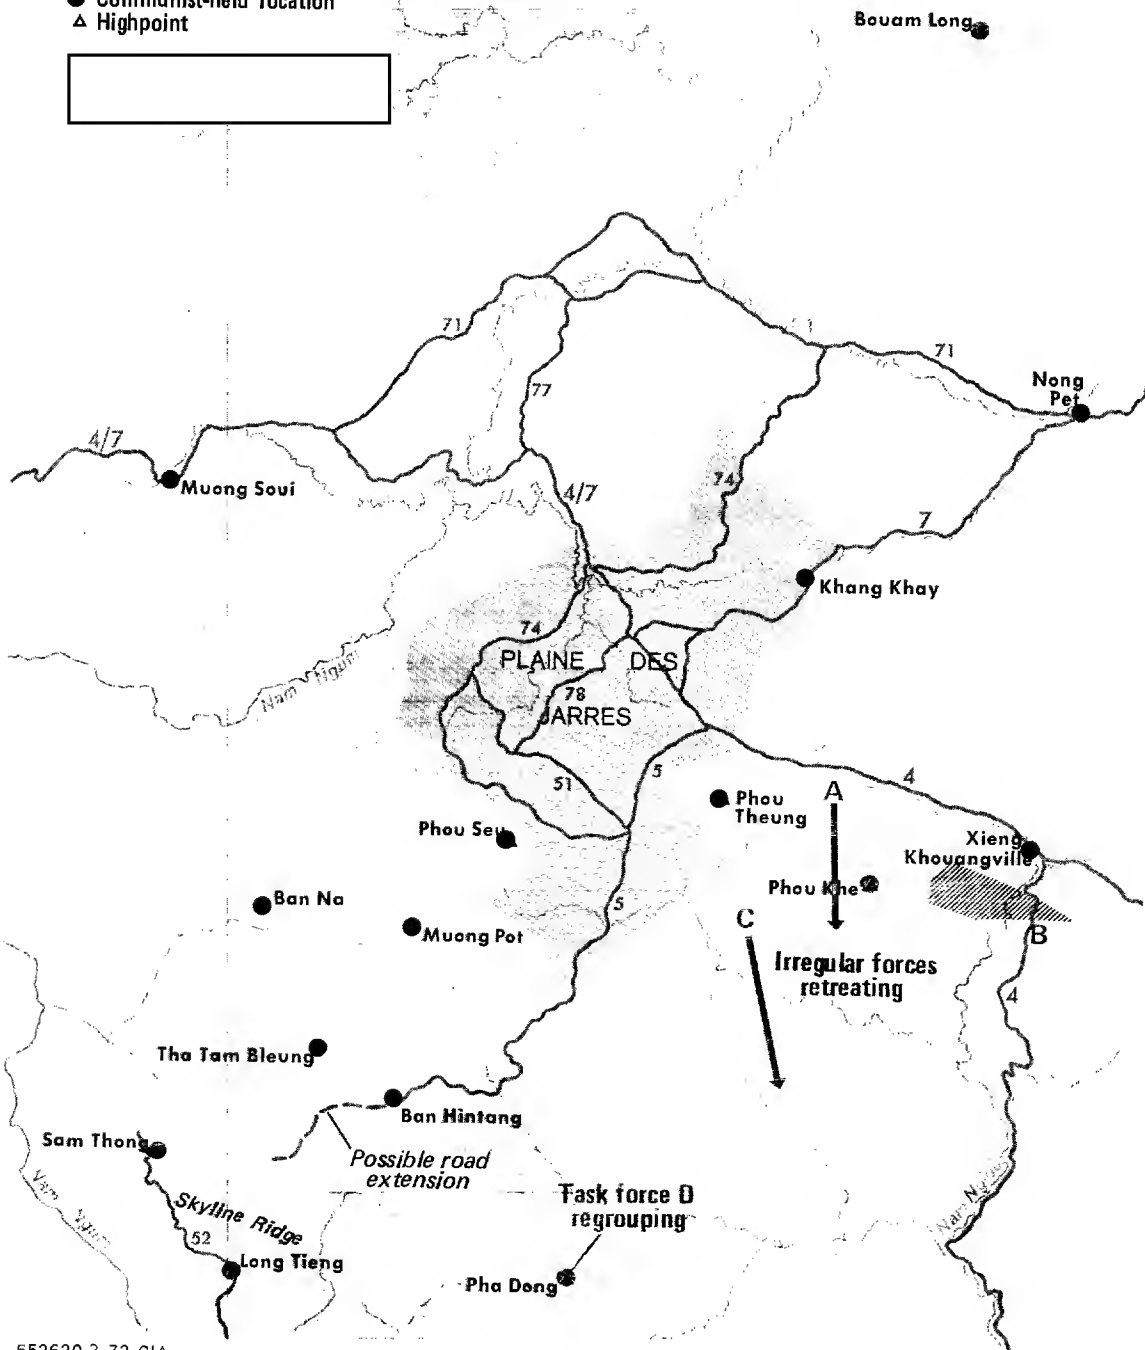 Communist-held location
Highpoint
Bouam Long
71
71
77
Nong
Pet
4/7
Muong Soui
4/7
74
7
Khang Khay
74
PLAINE DES
78
JARRES
Nam Ngum
5
51
4
A
Phou
Theung
Phou Seu
Xieng
Khouangville
Phou Khe
Ban Na
5
C
Muong Pot
B
Irregular forces
retreating
4
Tha Tam Bleung
Ban Hintang
Sam Thong
Possible road
extension
Skyline Ridge
Task force D
regrouping
52
Long Tieng
Pha Dong
552620 3-72 CIA